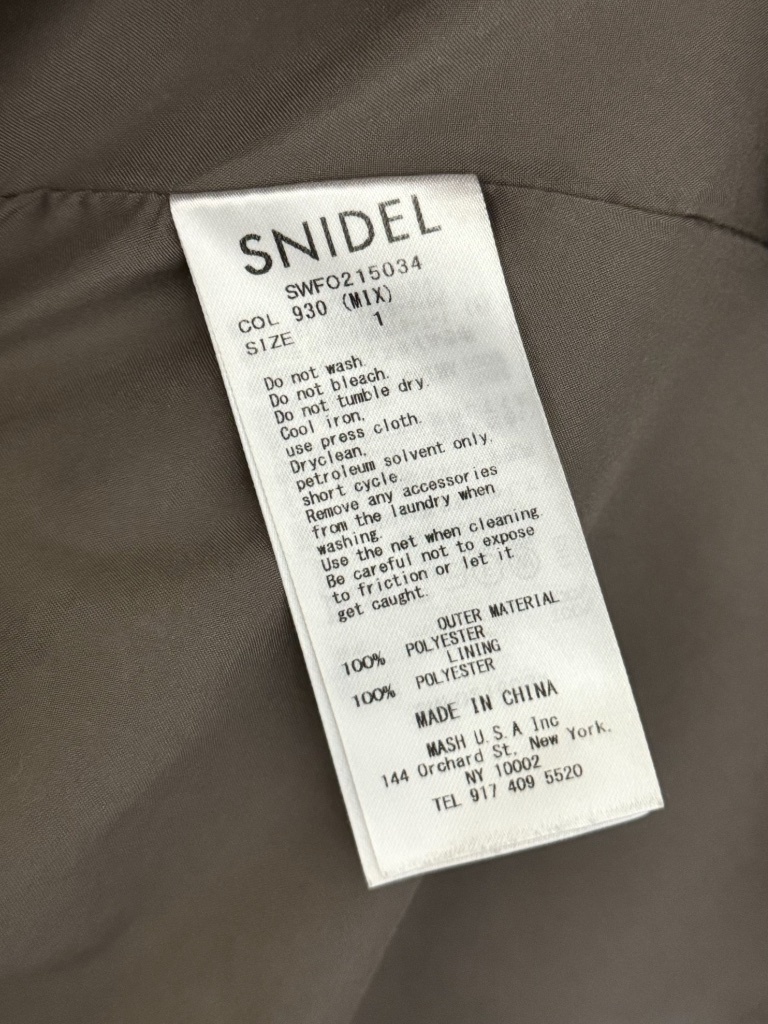 SNIDEL
SWFO215034
COL 930 (MIX)
SIZE 1
Do not wash.
Do not bleach.
Do not tumble dry.
Cool iron.
use press cloth.
Dryclean.
petroleum solvent only.
short cycle.
Remove any accessories
from the laundry when
washing.
Use the net when cleaning.
Be careful not to expose
to friction or let it
get caught.
OUTER MATERIAL
100% POLYESTER
LINING
100% POLYESTER
MADE IN CHINA
MASH U.S.A Inc
144 Orchard St. New York.
NY 10002
TEL 917 409 5520